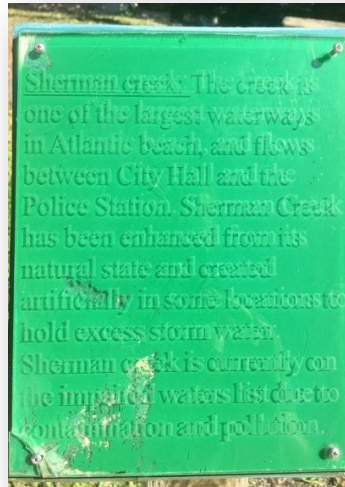 Sherman creek: The creek is
one of the largest waterways
in Atlantic beach, and flows
between City Hall and the
Police Station. Sherman Creek
has been enhanced from its
natural state and created
artificially in some locations to
hold excess storm water.
Sherman creek is currently on
the impaired waters list due to
contamination and pollution.